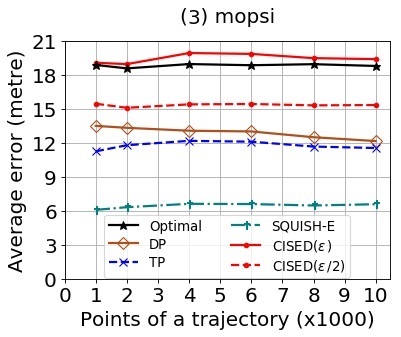 (3) mopsi
Average error (metre)
21
18
15
12
9
6
3
0
Optimal
DP
TP
SQUISH-E
CISED(ε)
CISED(ε/2)
0 1 2 3 4 5 6 7 8 9 10
Points of a trajectory (x1000)